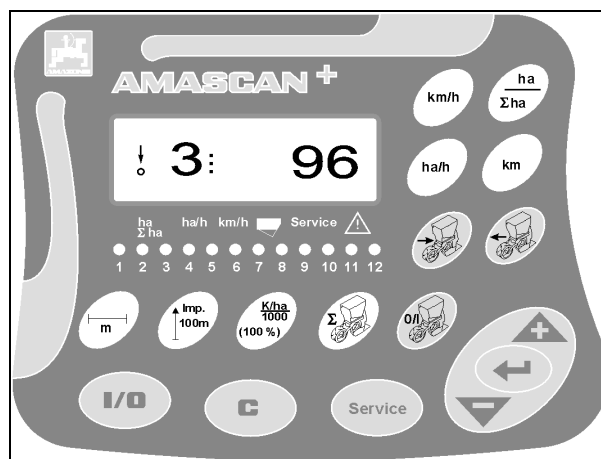 AMAZONE
AMASCAN+
km/h
ha
Σha
3 96
ha/h
km
ha
Σ ha
ha/h km/h Service
1 2 3 4 5 6 7 8 9 10 11 12
m
Imp.
100m
K/ha
1000
(100 %)
Σ
0/I
+
I/O
C
Service
−